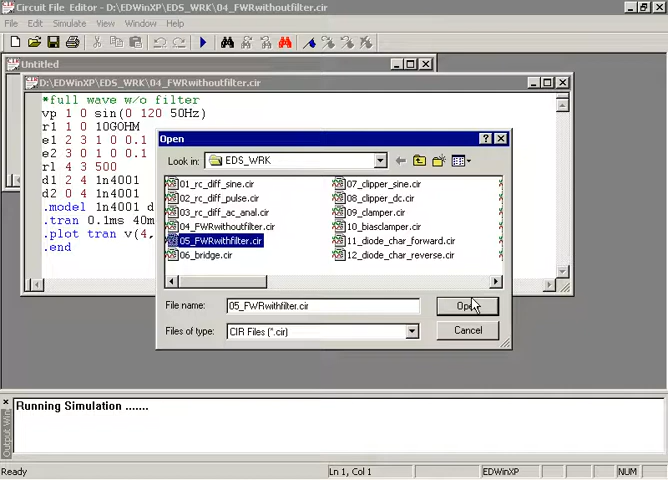 Circuit File Editor - D:\EDWinXP\EDS_WRK\04_FWRwithoutfilter.cir
File Edit Simulate View Window Help
Untitled
D:\EDWinXP\EDS_WRK\04_FWRwithoutfilter.cir
*full wave w/o filter
vp 1 0 sin(0 120 50Hz)
r1 1 0 10GOHM
e1 2 3 1 0 0.1
e2 3 0 1 0 0.1
rl 4 3 500
d1 2 4 1n4001
d2 0 4 1n4001
.model 1n4001 d
.tran 0.1ms 40m
.plot tran v(4,
.end
Open
Look in: EDS_WRK
01_rc_diff_sine.cir
02_rc_diff_pulse.cir
03_rc_diff_ac_anal.cir
04_FWRwithoutfilter.cir
05_FWRwithfilter.cir
06_bridge.cir
07_clipper_sine.cir
08_clipper_dc.cir
09_clamper.cir
10_biasclamper.cir
11_diode_char_forward.cir
12_diode_char_reverse.cir
File name: 05_FWRwithfilter.cir Open
Files of type: CIR Files (*.cir) Cancel
Running Simulation .......
Ready Ln 1, Col 1 EDWinXP NUM